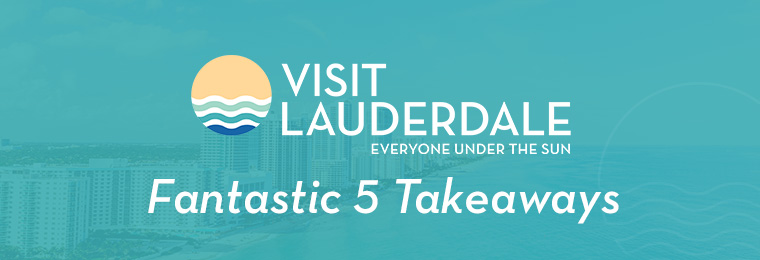 VISIT
LAUDERDALE
EVERYONE UNDER THE SUN
Fantastic 5 Takeaways